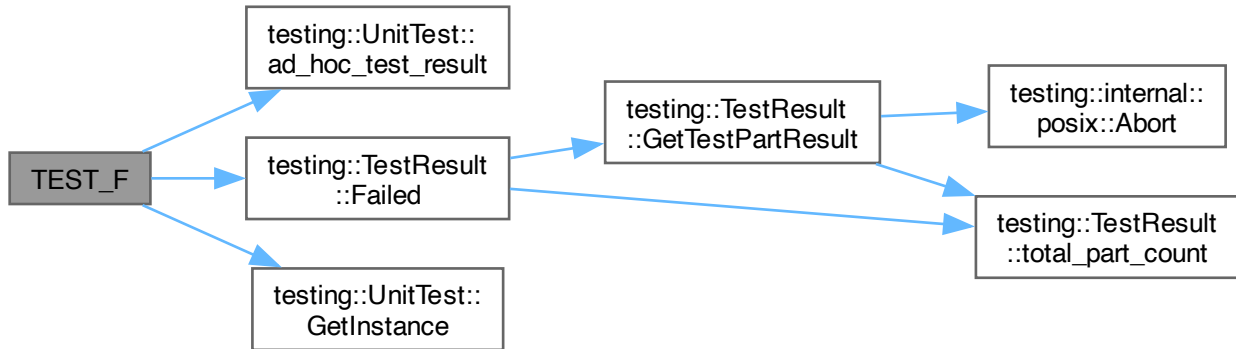 TEST_F
testing::UnitTest::
ad_hoc_test_result
testing::TestResult
::Failed
testing::UnitTest::
GetInstance
testing::TestResult
::GetTestPartResult
testing::internal::
posix::Abort
testing::TestResult
::total_part_count